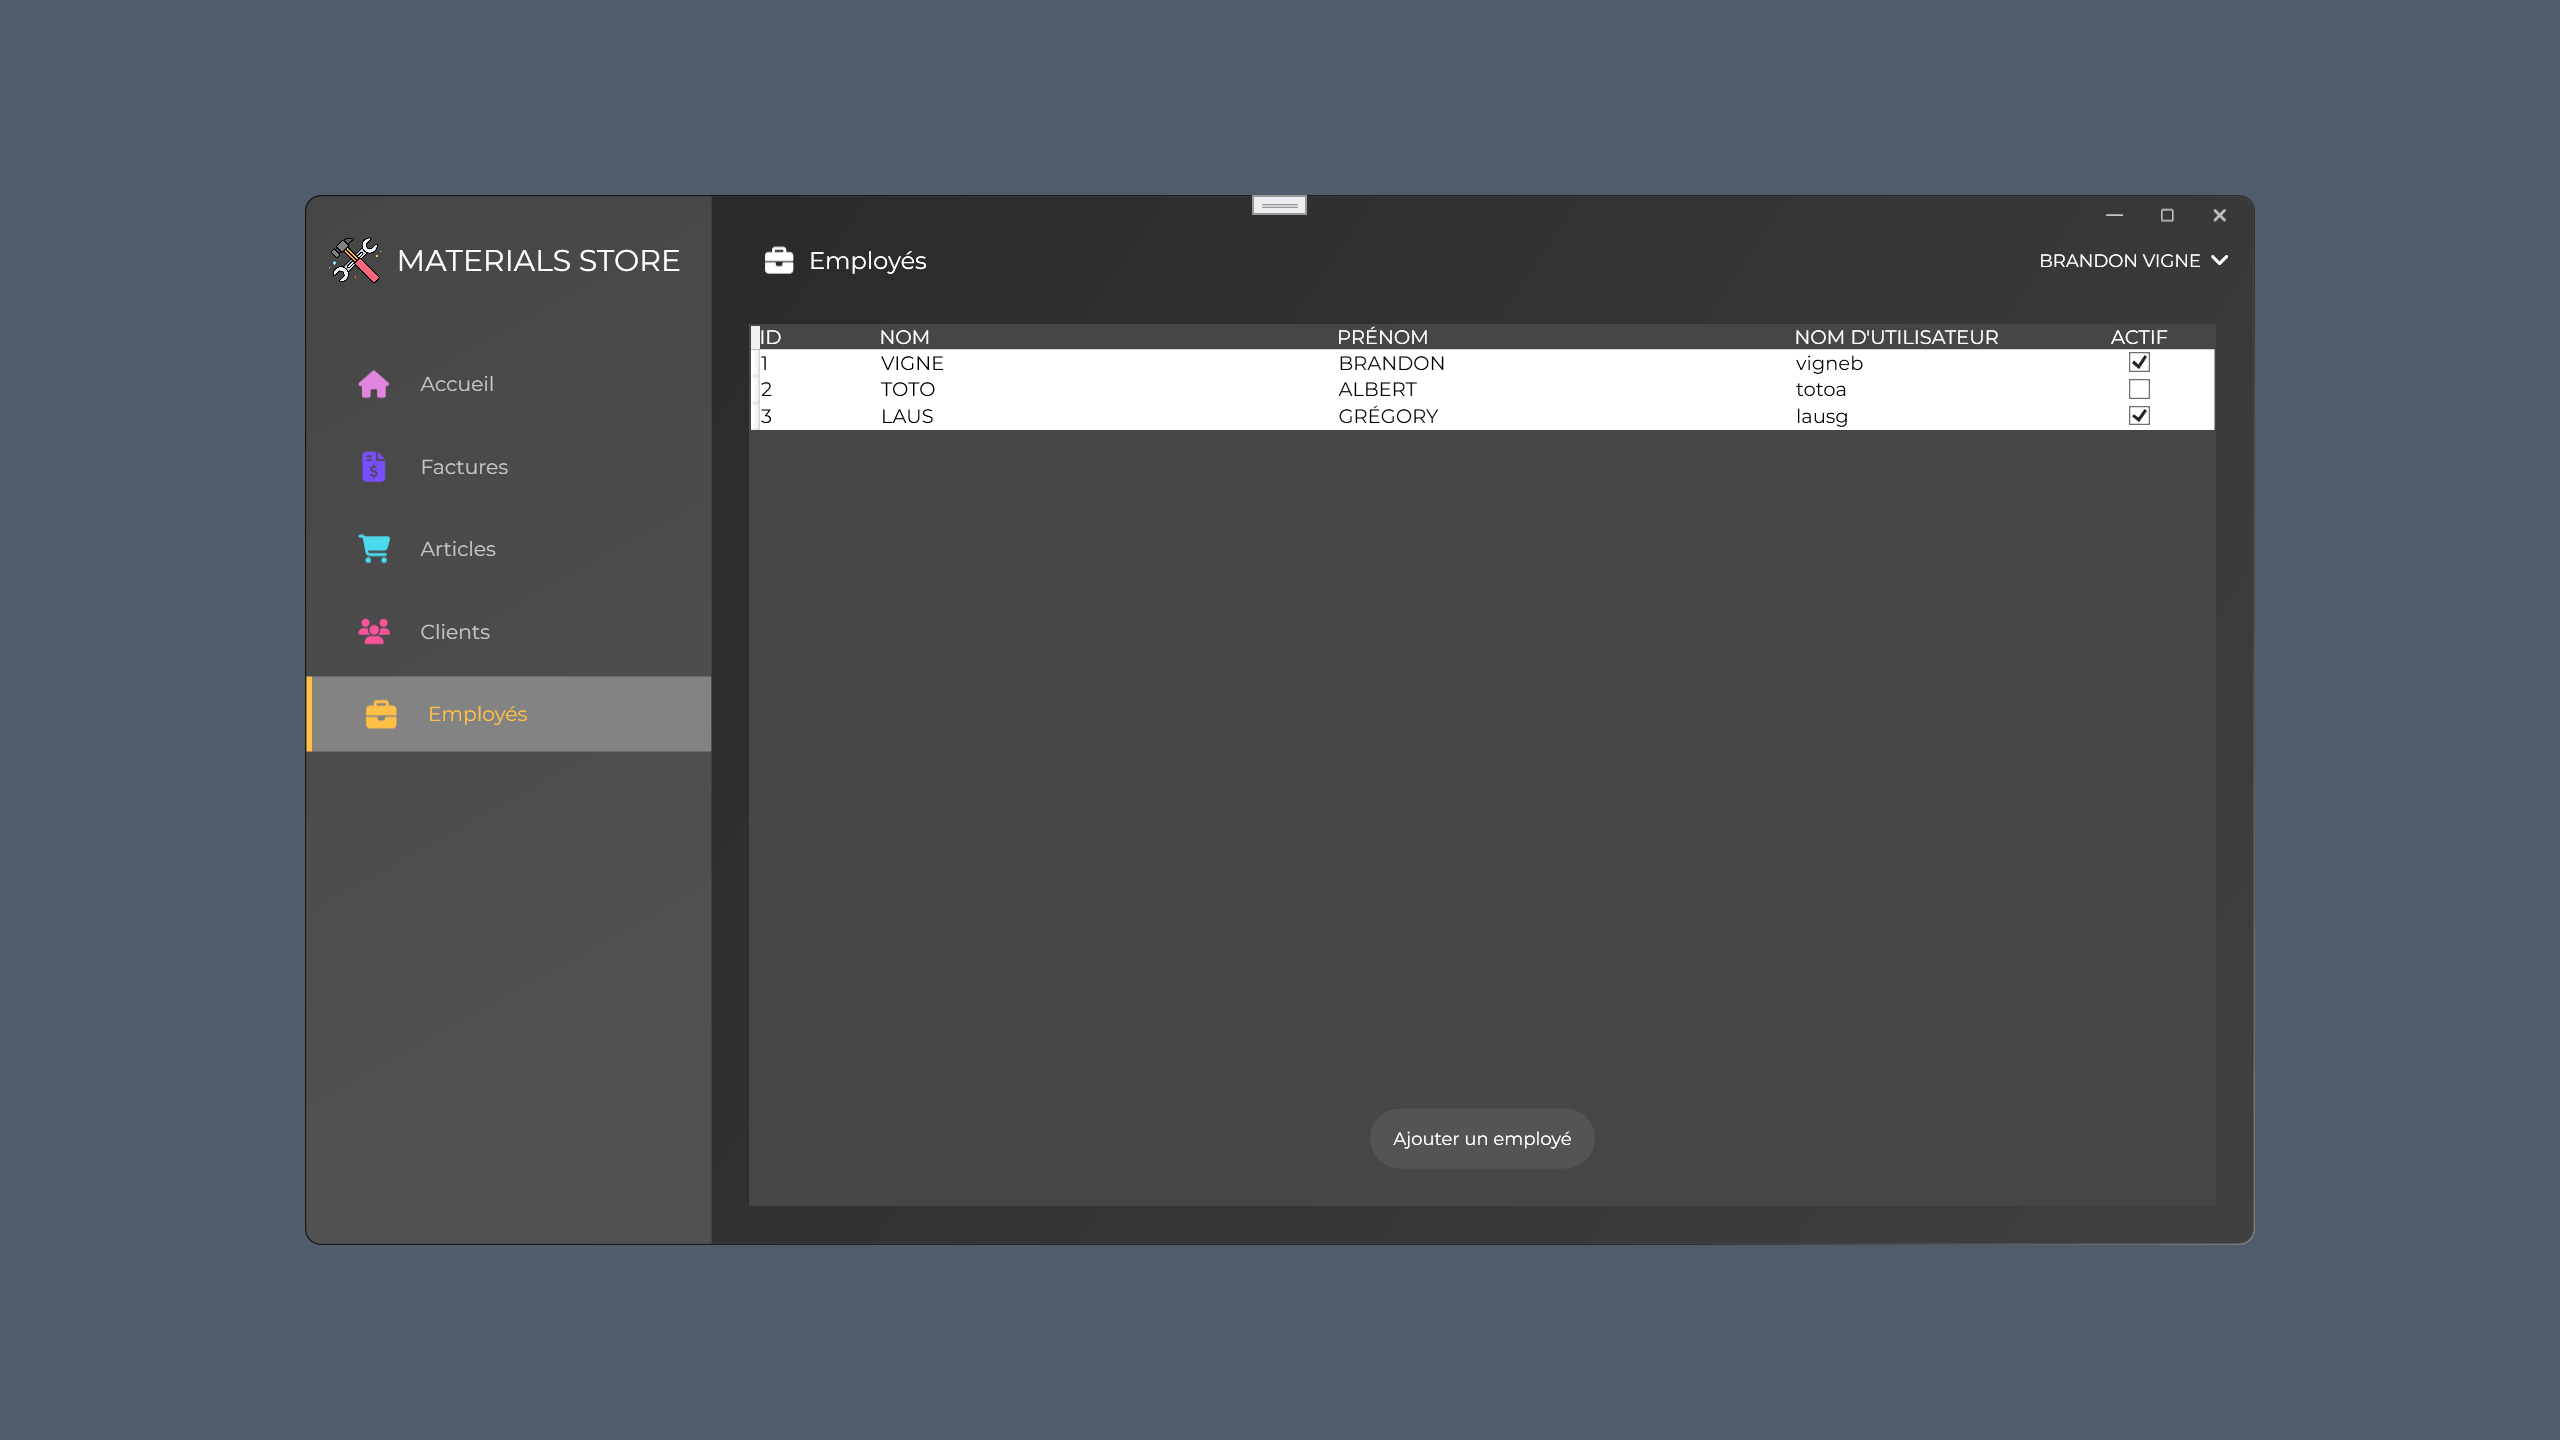 MATERIALS STORE
Employés
BRANDON VIGNE
Accueil
Factures
Articles
Clients
Employés
ID NOM PRÉNOM NOM D'UTILISATEUR ACTIF
1 VIGNE BRANDON vigneb
2 TOTO ALBERT totoa
3 LAUS GRÉGORY lausg
Ajouter un employé